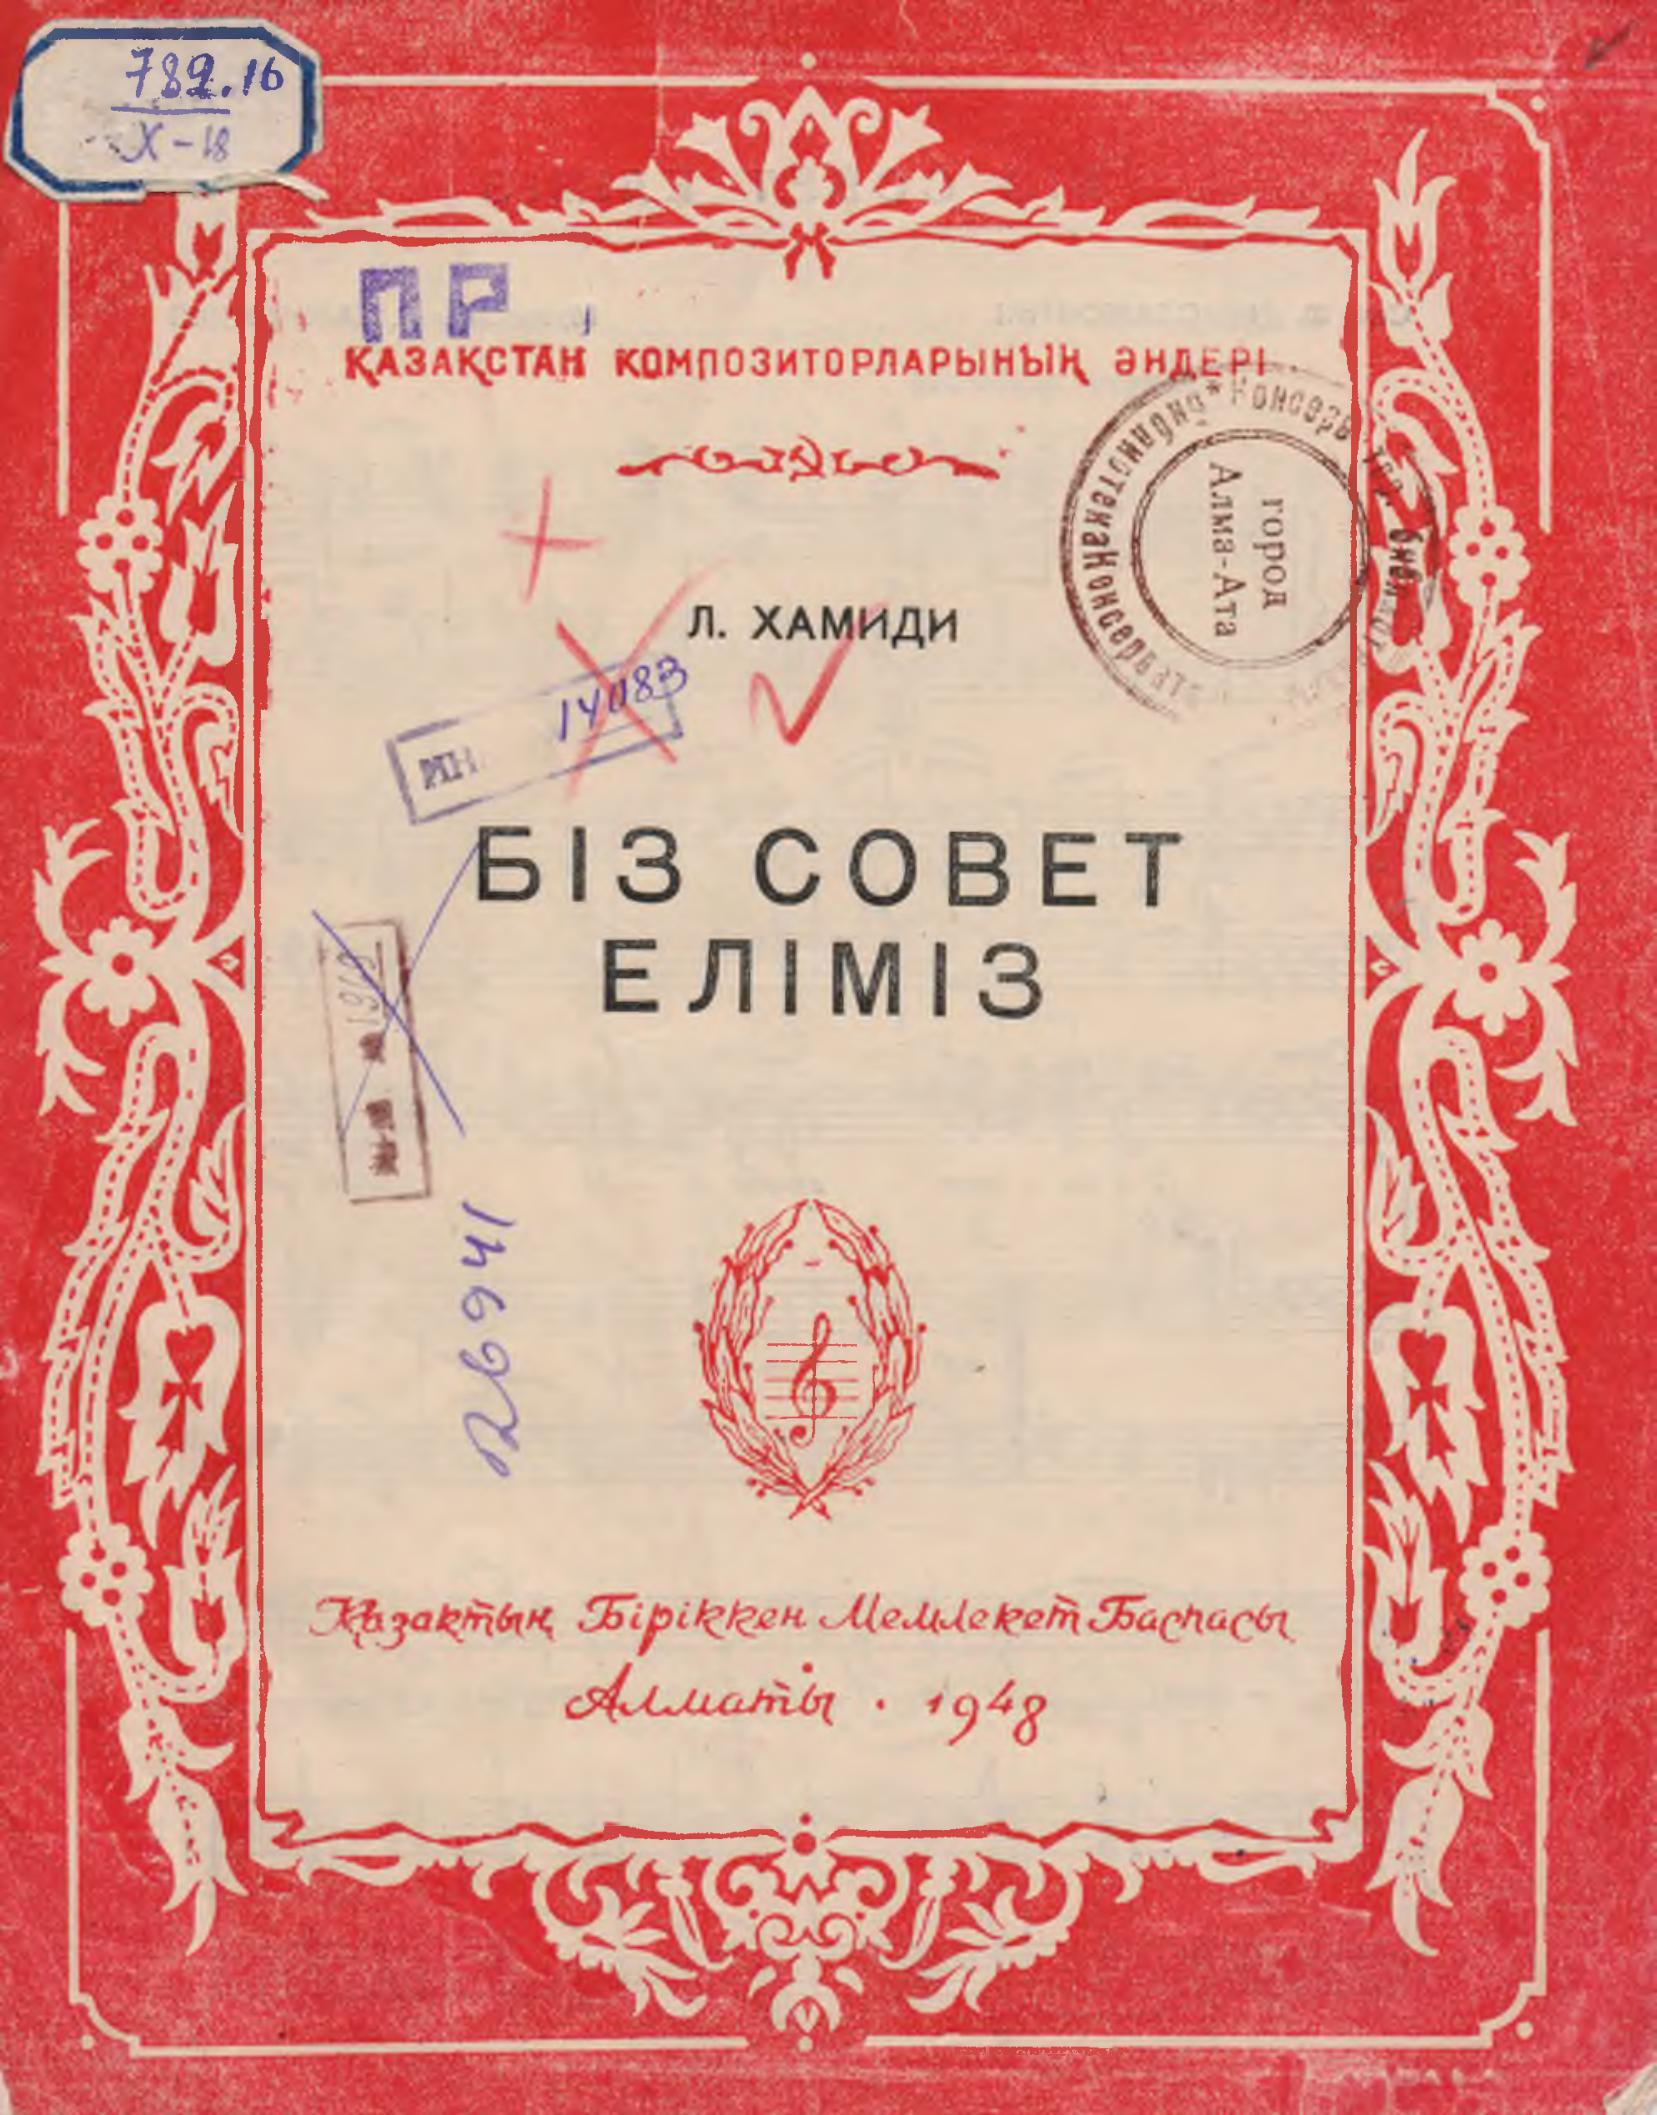 782.16
Х-18
ПР
ҚАЗАҚСТАН КОМПОЗИТОРЛАРЫНЫҢ ӘНДЕРІ
город
Алма-Ата
Л. ХАМИДИ
14083
БІЗ СОВЕТ
ЕЛІМІЗ
26941
Қазақтың Біріккен Мемлекет Баспасы
Алматы . 1948